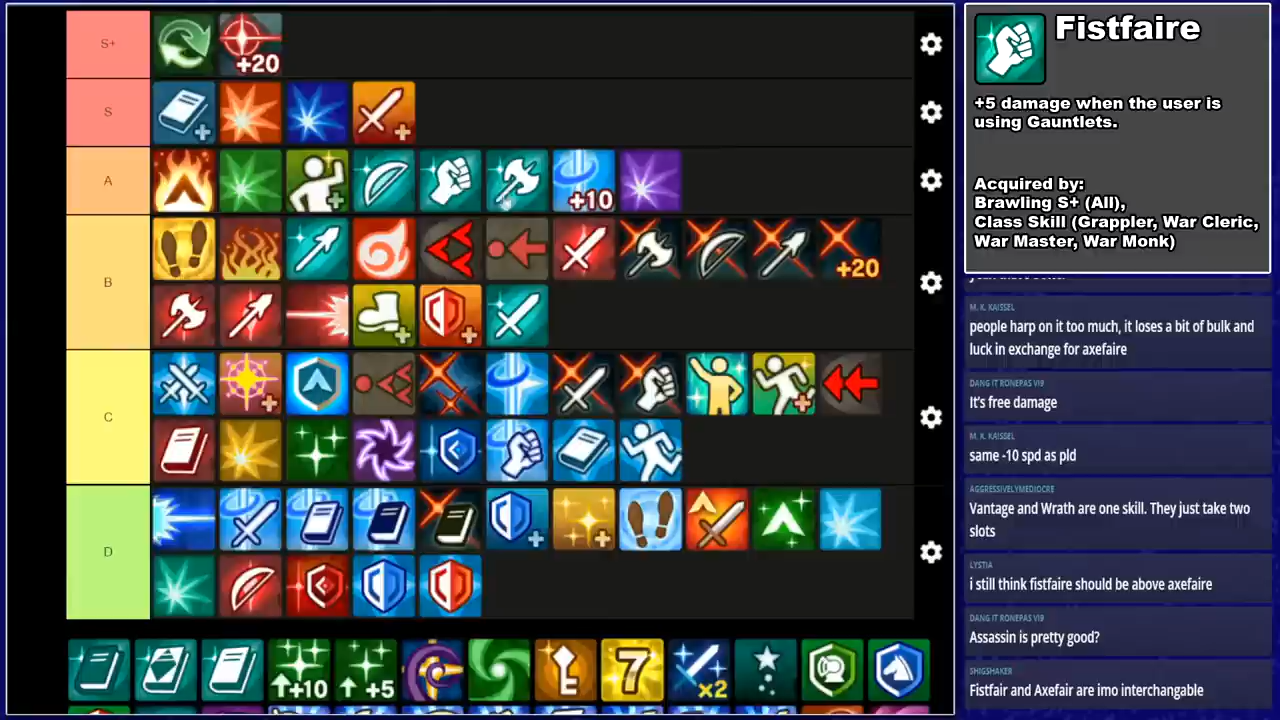 S+
+20
S
A
+10
B
+20
C
D
+10
+5
7
x2
Fistfaire
+5 damage when the user is
using Gauntlets.
Acquired by:
Brawling S+ (All),
Class Skill (Grappler, War Cleric,
War Master, War Monk)
M. K. KAISSEL
people harp on it too much, it loses a bit of bulk and
luck in exchange for axefaire
DANG IT RONEPAS VI9
It's free damage
M. K. KAISSEL
same -10 spd as pld
AGGRESSIVELYMEDIOCRE
Vantage and Wrath are one skill. They just take two
slots
LYSTIA
i still think fistfaire should be above axefaire
DANG IT RONEPAS VI9
Assassin is pretty good?
SHIGSHAKER
Fistfair and Axefair are imo interchangable